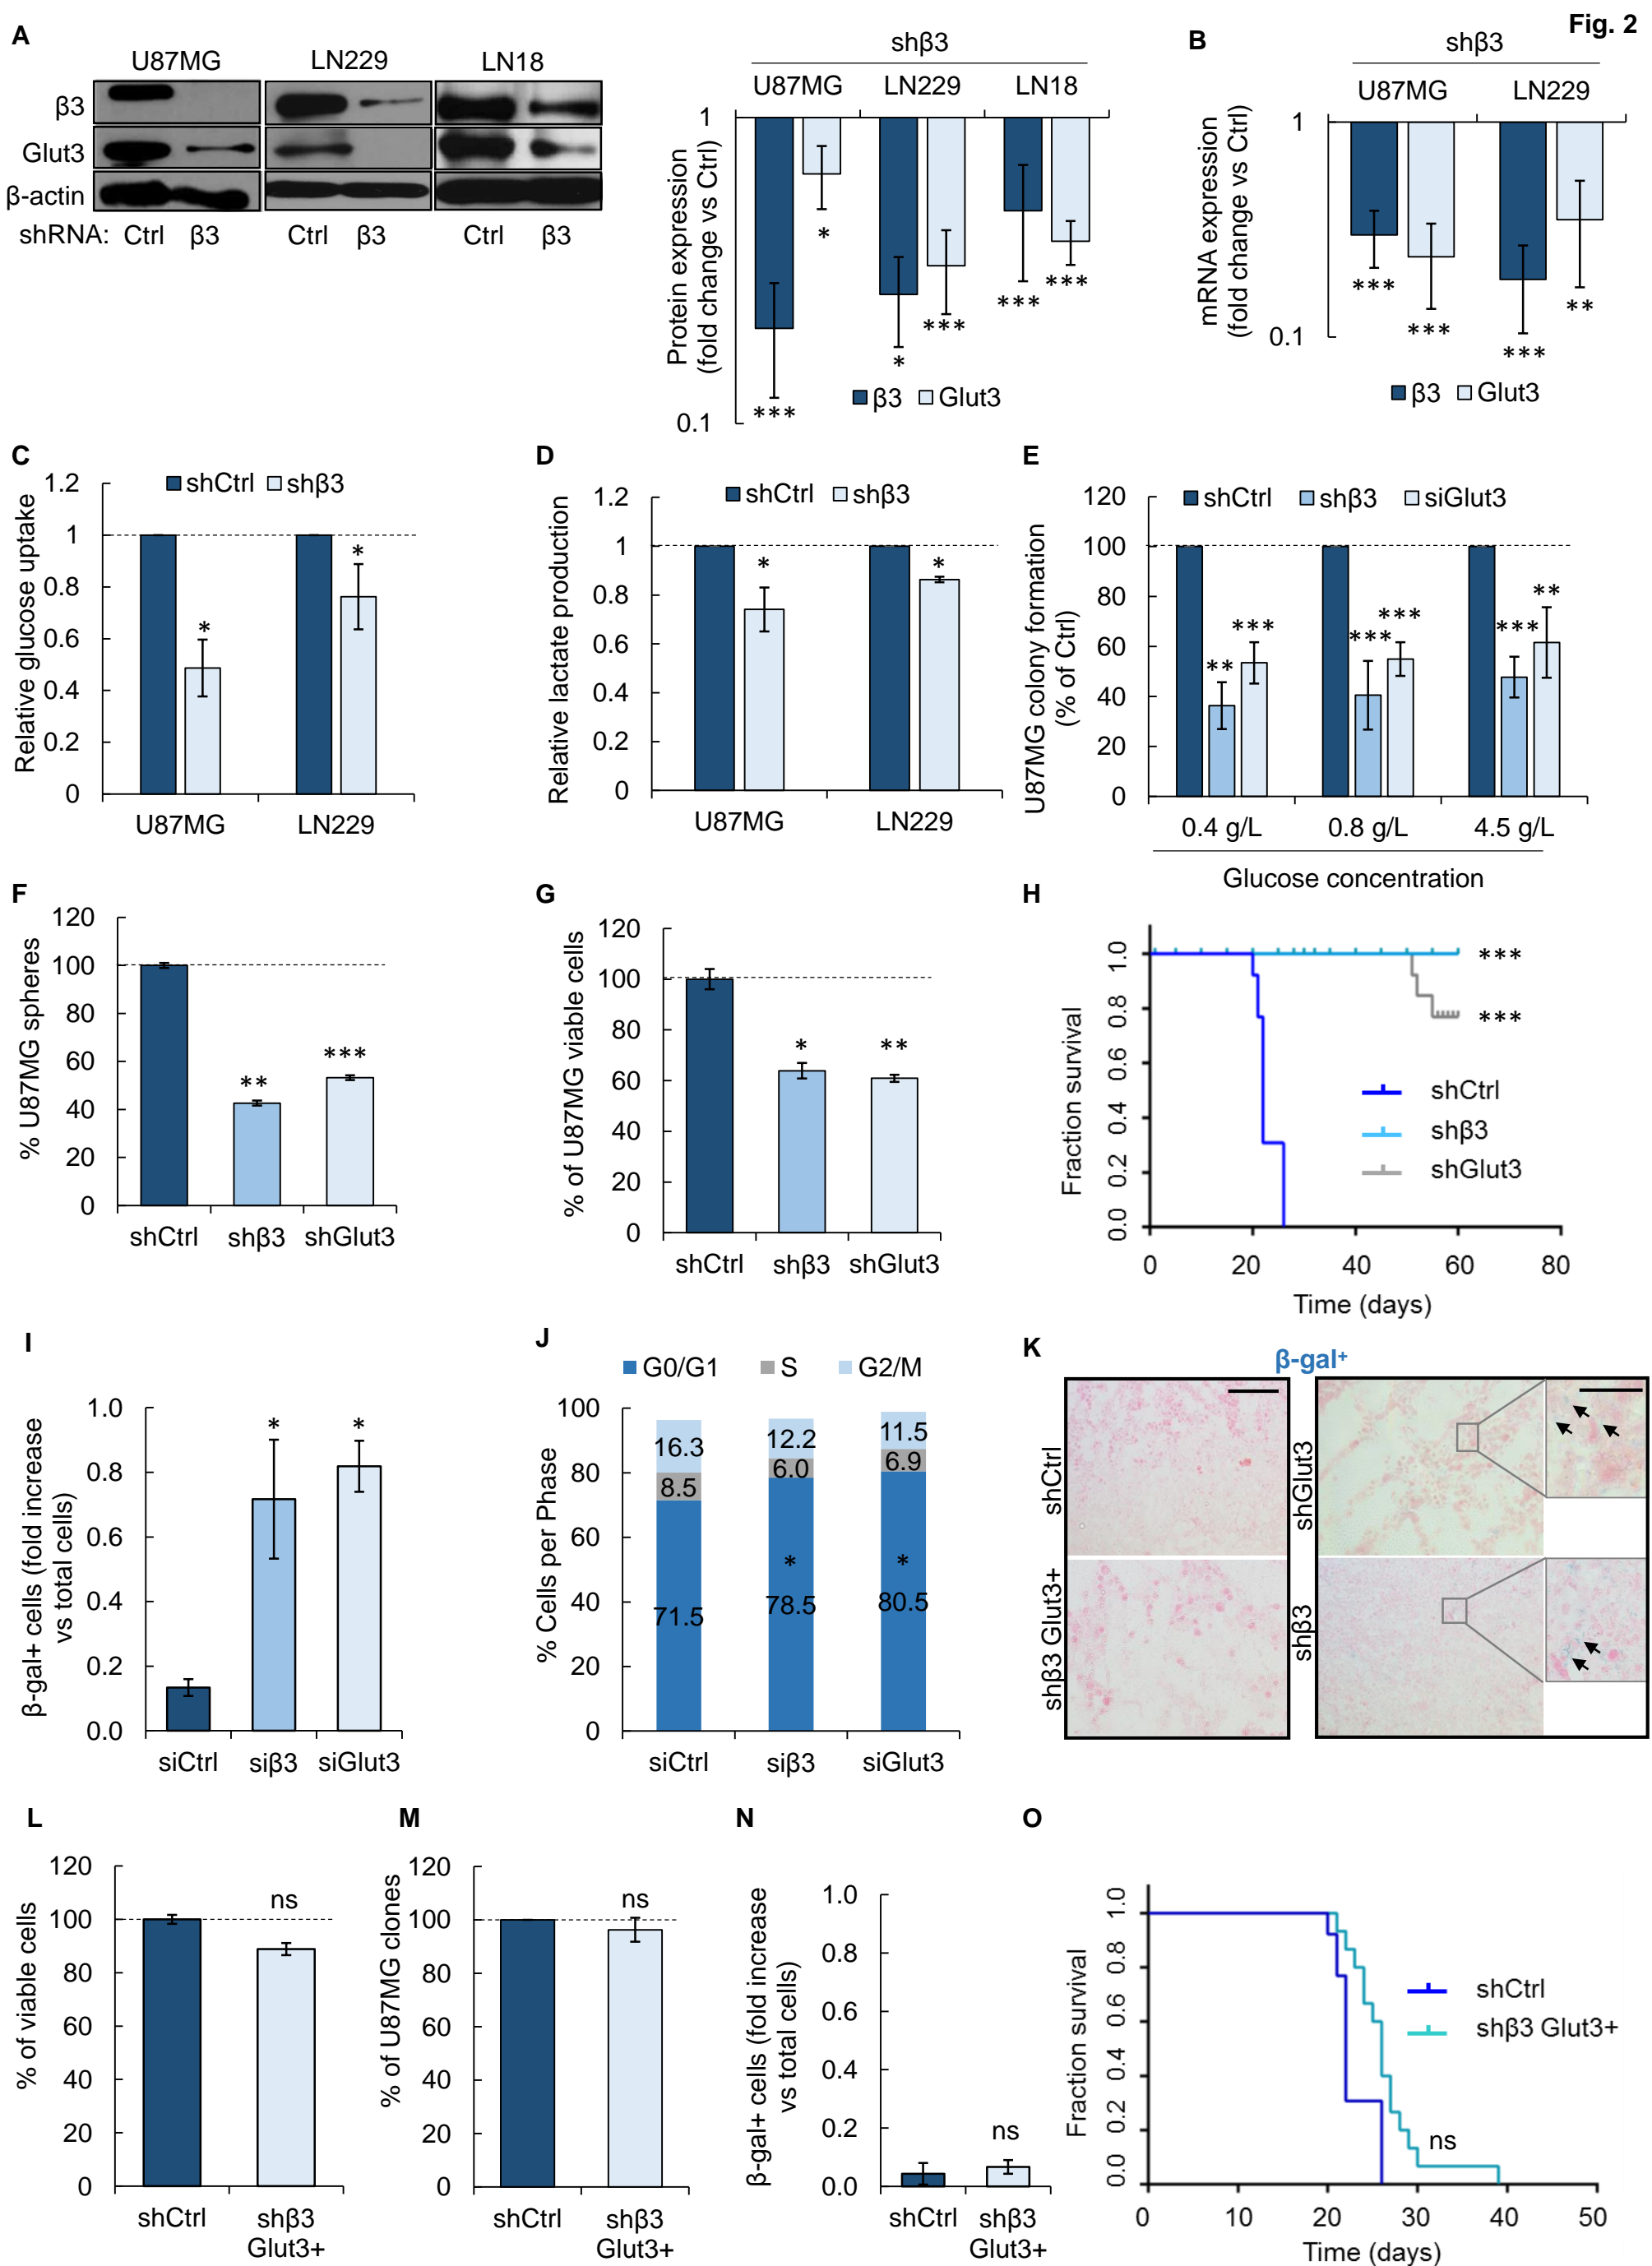 Fig. 2
A
U87MG LN229 LN18
β3
Glut3
β-actin
shRNA: Ctrl β3 Ctrl β3 Ctrl β3
shβ3
U87MG LN229 LN18
1
0.1
Protein expression
(fold change vs Ctrl)
*
***
*
***
***
***
β3 Glut3
B
shβ3
U87MG LN229
1
0.1
mRNA expression
(fold change vs Ctrl)
***
***
***
**
β3 Glut3
C
shCtrl shβ3
Relative glucose uptake
1.2
1
0.8
0.6
0.4
0.2
0
*
*
U87MG LN229
D
shCtrl shβ3
Relative lactate production
1.2
1
0.8
0.6
0.4
0.2
0
*
*
U87MG LN229
E
shCtrl shβ3 siGlut3
U87MG colony formation
(% of Ctrl)
120
100
80
60
40
20
0
**
***
***
***
***
**
0.4 g/L 0.8 g/L 4.5 g/L
Glucose concentration
F
% U87MG spheres
120
100
80
60
40
20
0
**
***
shCtrl shβ3 shGlut3
G
% of U87MG viable cells
120
100
80
60
40
20
0
*
**
shCtrl shβ3 shGlut3
H
Fraction survival
1.0
0.8
0.6
0.4
0.2
0.0
***
***
shCtrl
shβ3
shGlut3
0 20 40 60 80
Time (days)
I
β-gal+ cells (fold increase
vs total cells)
1.0
0.8
0.6
0.4
0.2
0.0
*
*
siCtrl siβ3 siGlut3
J
G0/G1 S G2/M
% Cells per Phase
100
80
60
40
20
0
16.3 12.2 11.5
8.5 6.0 6.9
* *
71.5 78.5 80.5
siCtrl siβ3 siGlut3
K
β-gal+
shCtrl
shGlut3
shβ3 Glut3+
shβ3
L
% of viable cells
120
100
80
60
40
20
0
ns
shCtrl shβ3
Glut3+
M
% of U87MG clones
120
100
80
60
40
20
0
ns
shCtrl shβ3
Glut3+
N
β-gal+ cells (fold increase
vs total cells)
1.0
0.8
0.6
0.4
0.2
0.0
ns
shCtrl shβ3
Glut3+
O
Fraction survival
1.0
0.8
0.6
0.4
0.2
0.0
shCtrl
shβ3 Glut3+
ns
0 10 20 30 40 50
Time (days)